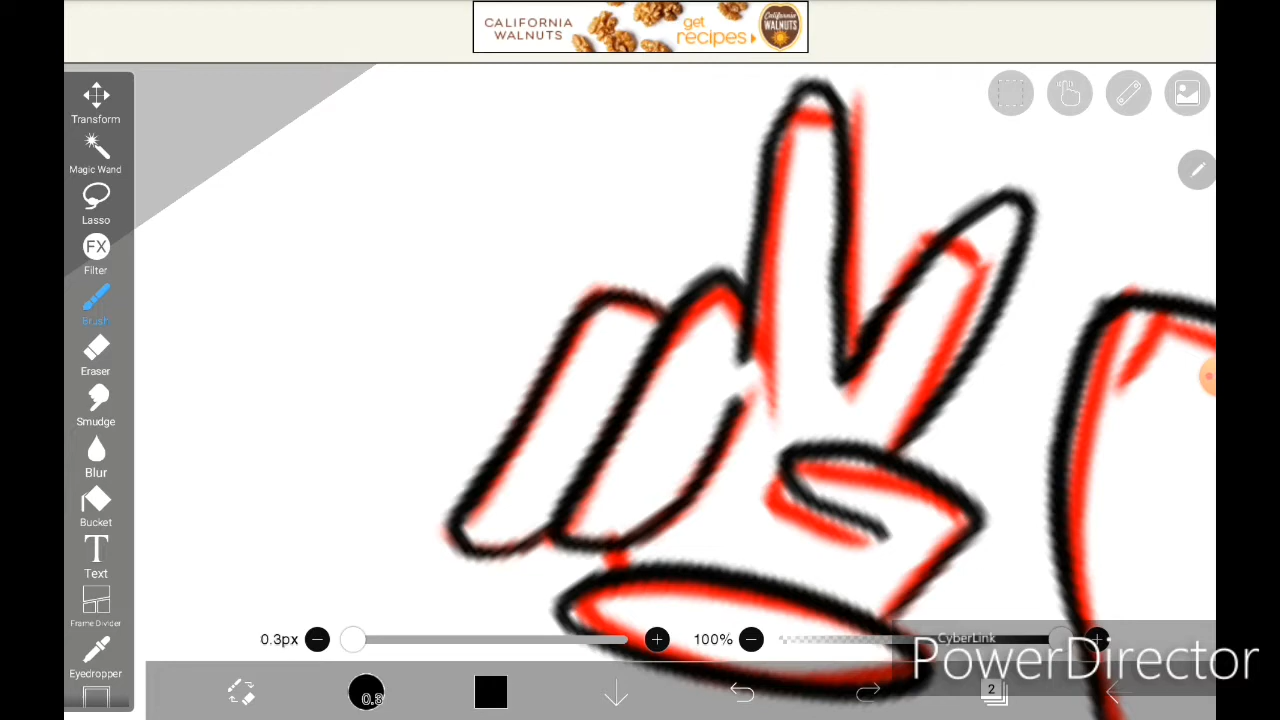 CALIFORNIA
WALNUTS
get
recipes
California
WALNUTS
Transform
Magic Wand
Lasso
FX
Filter
Brush
Eraser
Smudge
Blur
Bucket
T
Text
Frame Divider
Eyedropper
0.3px
100%
CyberLink
PowerDirector
0.3
2